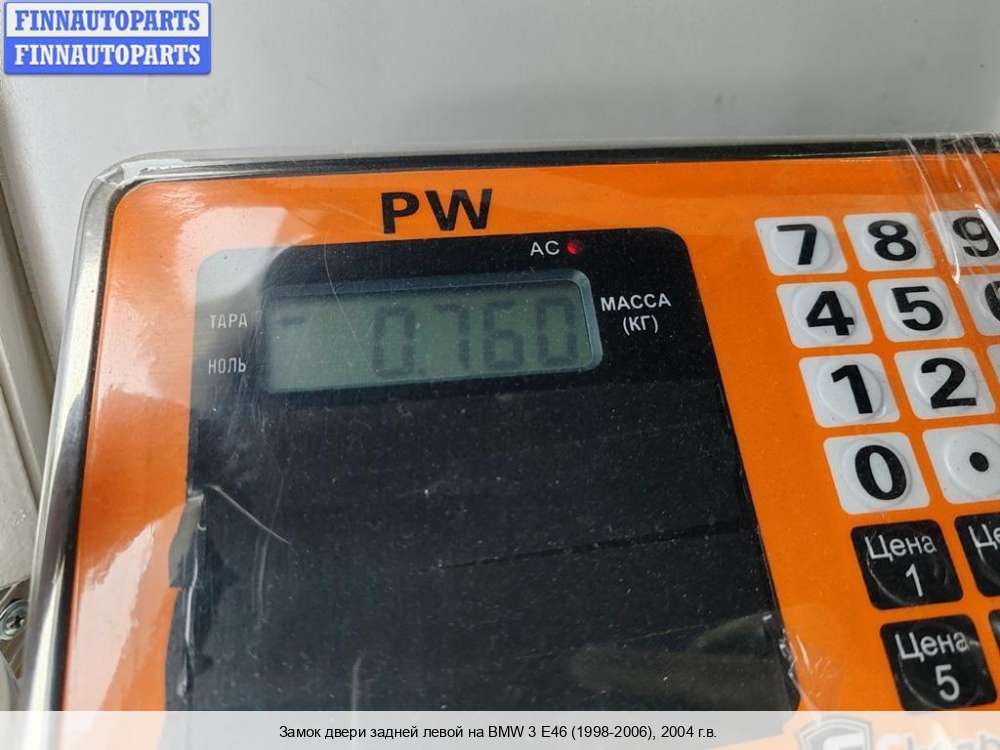 FINNAUTOPARTS
FINNAUTOPARTS
PW
AC
7 8 9
ТАРА
МАССА
(КГ)
0.760
НОЛЬ
4 5
1 2
0 .
Цена
1
Цена
5
Замок двери задней левой на BMW 3 E46 (1998-2006), 2004 г.в.